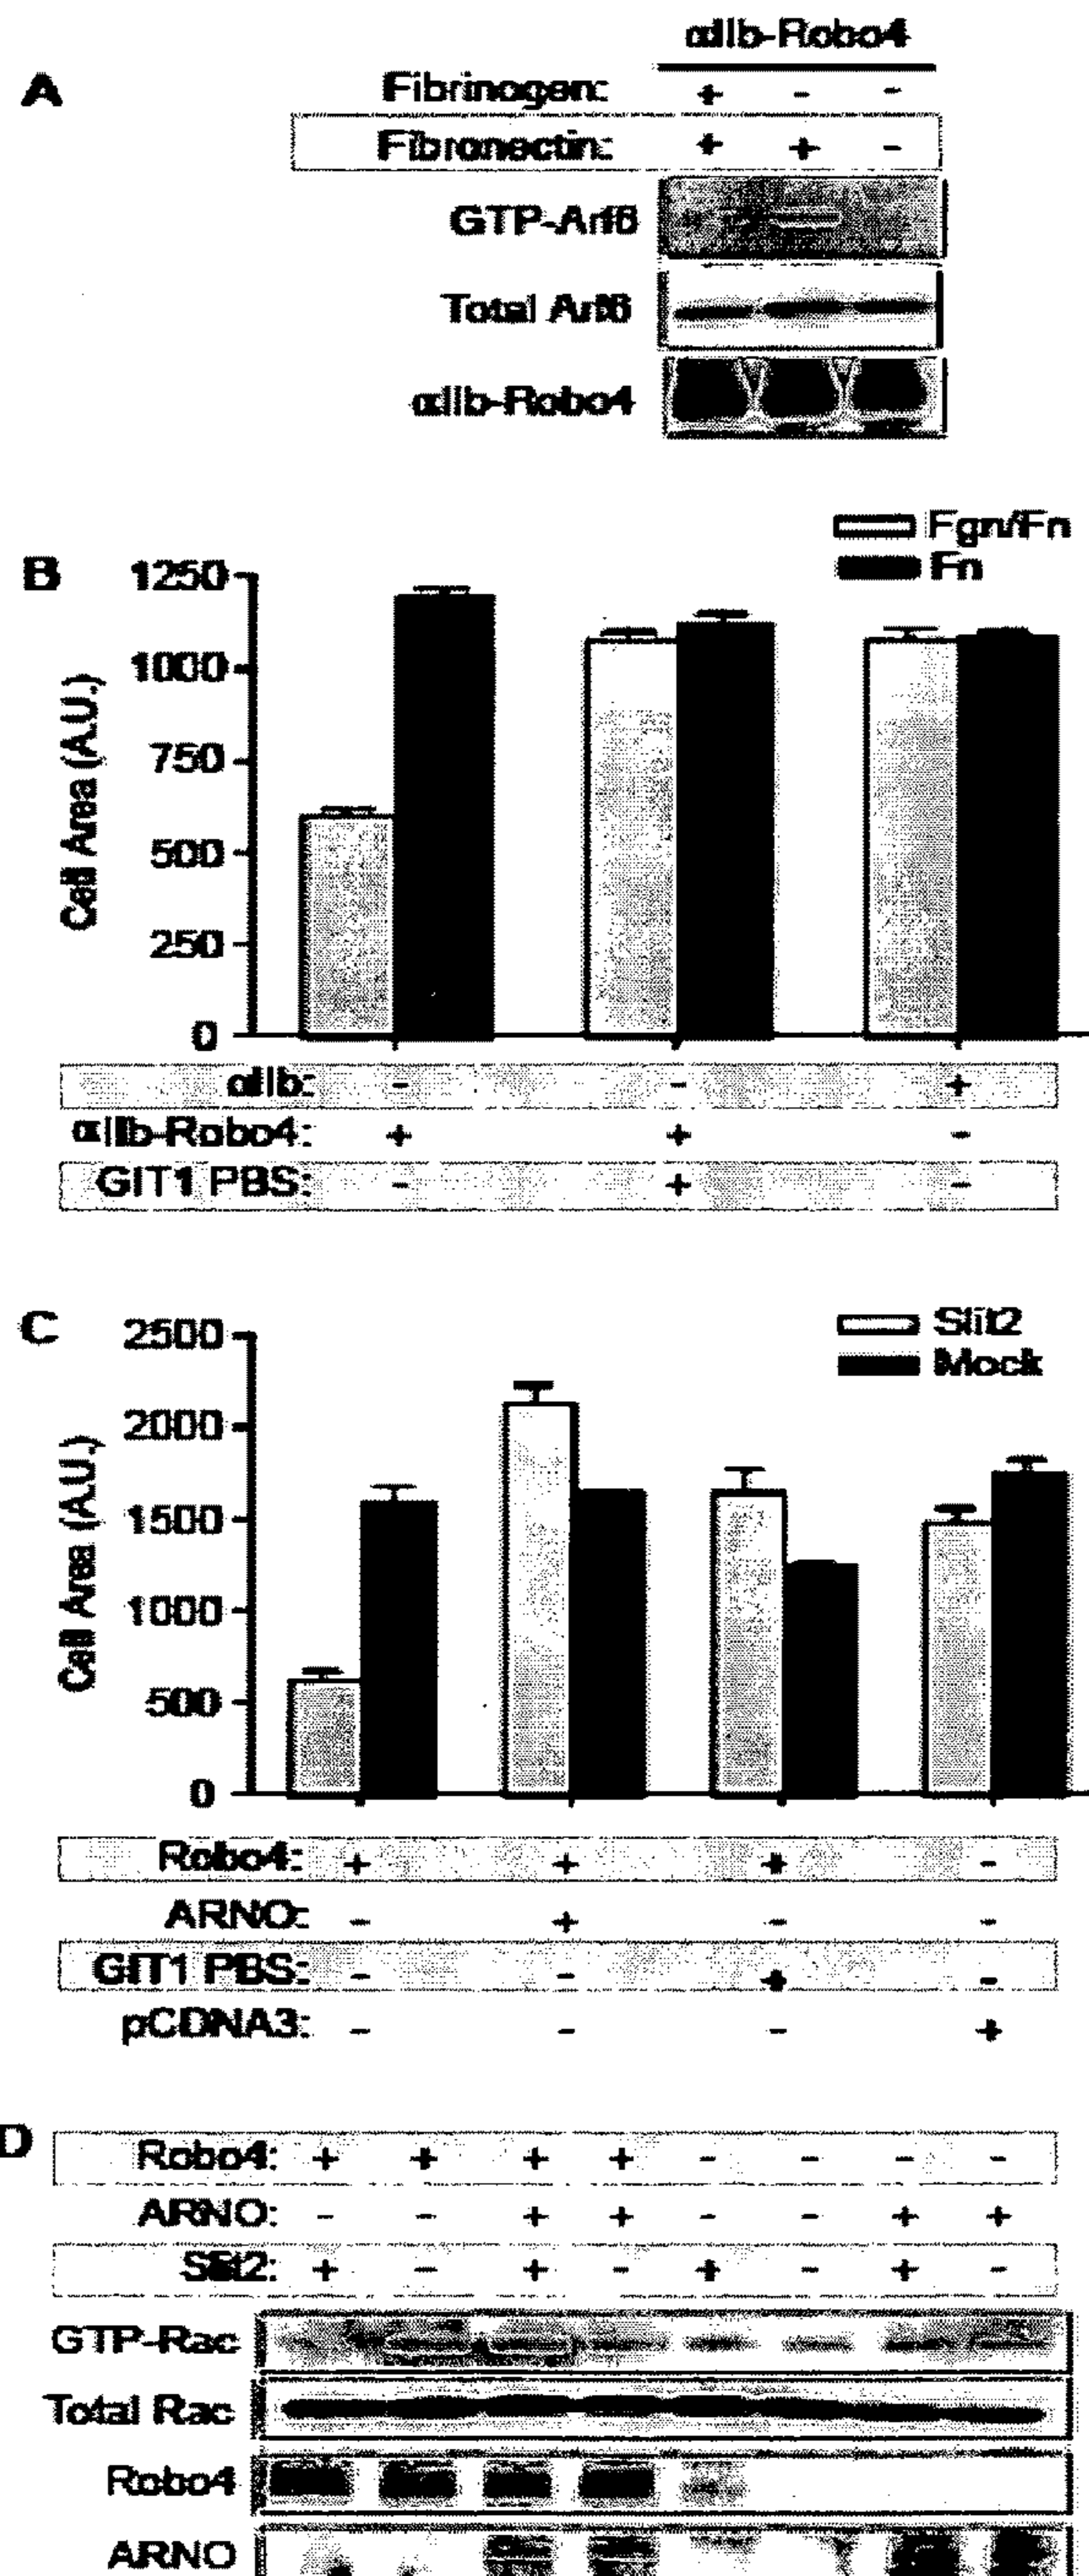 αIIb-Robo4
A
Fibrinogen: + - -
Fibronectin: + + -
GTP-Arf6
Total Arf6
αIIb-Robo4
B
Fgn/Fn
Fn
Cell Area (A.U.)
1250
1000
750
500
250
0
αIIb: - - +
αIIb-Robo4: + + -
GIT1 PBS: - + -
C
Slit2
Mock
Cell Area (A.U.)
2500
2000
1500
1000
500
0
Robo4: + + + -
ARNO: - + - -
GIT1 PBS: - - + -
pCDNA3: - - - +
D
Robo4: + + + + - - - -
ARNO: - - + + - - + +
Slit2: + - + - + - + -
GTP-Rac
Total Rac
Robo4
ARNO